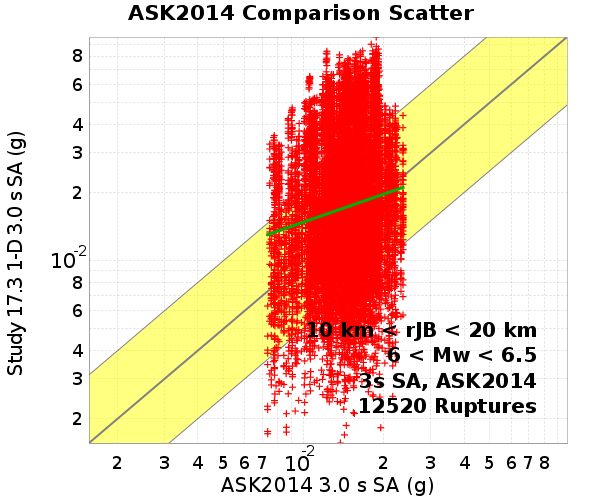 ASK2014 Comparison Scatter
8
6
4
3
2
10-2
8
6
4
3
2
Study 17.3 1-D 3.0 s SA (g)
10 km < rJB < 20 km
6 < Mw < 6.5
3s SA, ASK2014
12520 Ruptures
2 3 4 5 6 7 10-2 2 3 4 5 6 7 8
ASK2014 3.0 s SA (g)